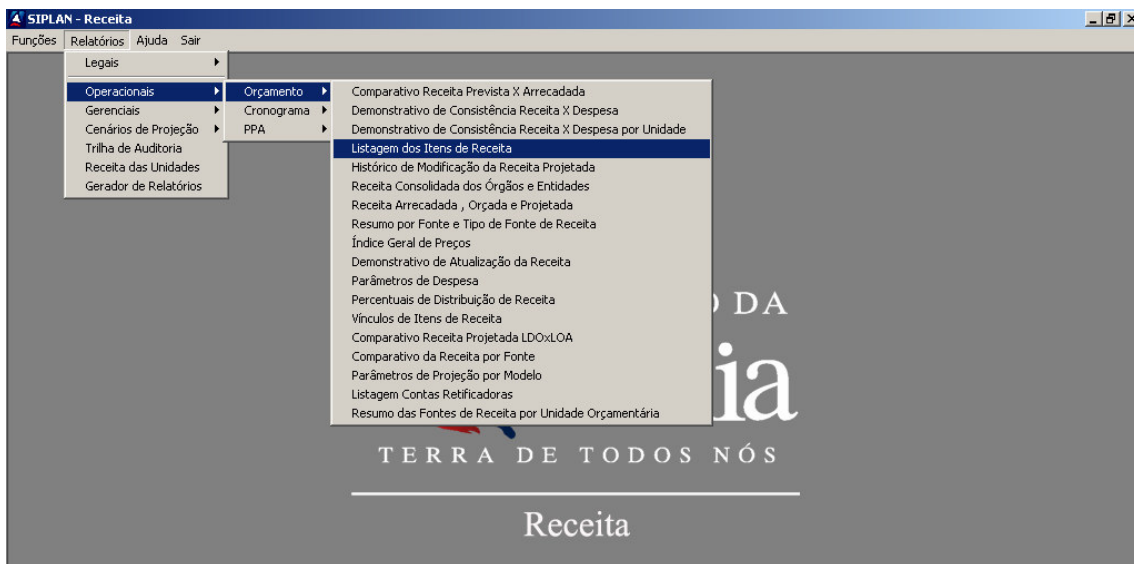 SIPLAN - Receita
Funções Relatórios Ajuda Sair
Legais
Operacionais
Gerenciais
Cenários de Projeção
Trilha de Auditoria
Receita das Unidades
Gerador de Relatórios
Orçamento
Cronograma
PPA
Comparativo Receita Prevista X Arrecadada
Demonstrativo de Consistência Receita X Despesa
Demonstrativo de Consistência Receita X Despesa por Unidade
Listagem dos Itens de Receita
Histórico de Modificação da Receita Projetada
Receita Consolidada dos Órgãos e Entidades
Receita Arrecadada , Orçada e Projetada
Resumo por Fonte e Tipo de Fonte de Receita
Índice Geral de Preços
Demonstrativo de Atualização da Receita
Parâmetros de Despesa
Percentuais de Distribuição de Receita
Vínculos de Itens de Receita
Comparativo Receita Projetada LDOxLOA
Comparativo da Receita por Fonte
Parâmetros de Projeção por Modelo
Listagem Contas Retificadoras
Resumo das Fontes de Receita por Unidade Orçamentária
DA
ia
TERRA DE TODOS NÓS
Receita